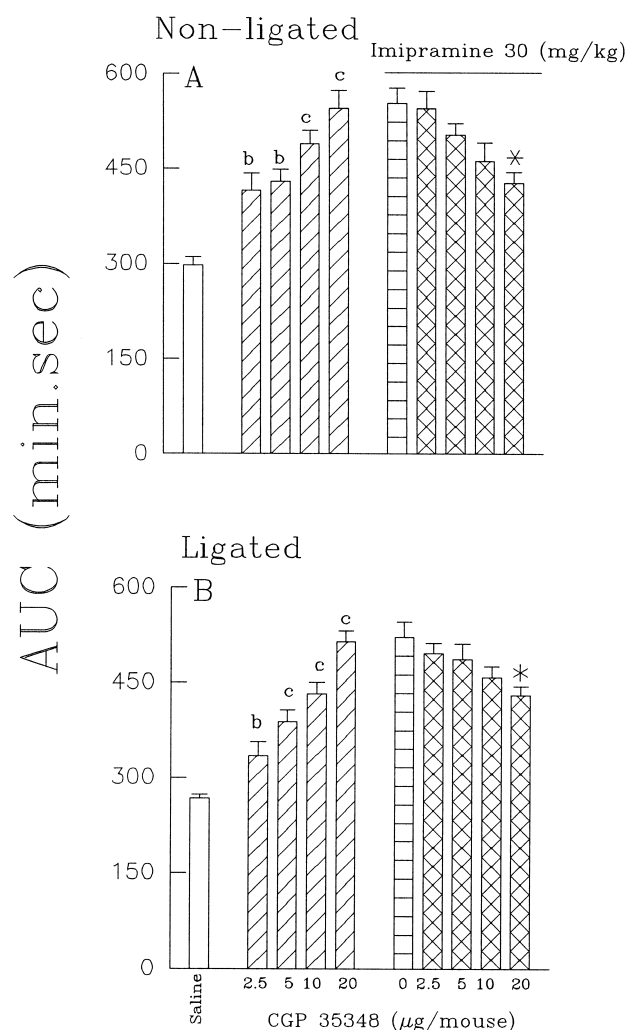 Non-ligated
Imipramine 30 (mg/kg)
600
A
c
c
b b
*
450
300
150
0
AUC (min.sec)
Ligated
600
B
c
c
c
b
*
450
300
150
0
Saline
2.5 5 10 20 0 2.5 5 10 20
CGP 35348 (μg/mouse)